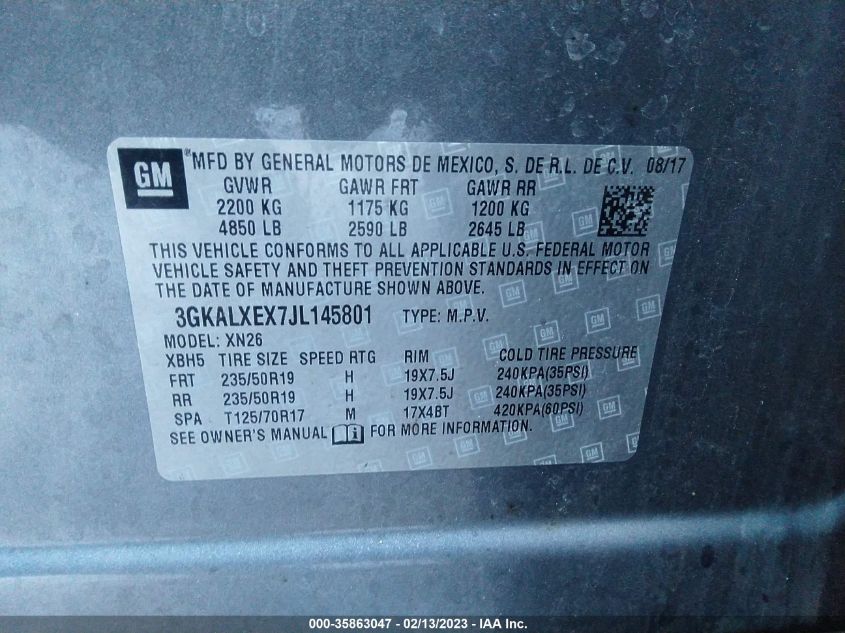 GM ® MFD BY GENERAL MOTORS DE MEXICO, S. DE R.L. DE C.V. 08/17
GVWR GAWR FRT GAWR RR
2200 KG 1175 KG 1200 KG
4850 LB 2590 LB 2645 LB
THIS VEHICLE CONFORMS TO ALL APPLICABLE U.S. FEDERAL MOTOR
VEHICLE SAFETY AND THEFT PREVENTION STANDARDS IN EFFECT ON
THE DATE OF MANUFACTURE SHOWN ABOVE.
3GKALXEX7JL145801 TYPE: M.P.V.
MODEL: XN26
XBH5 TIRE SIZE SPEED RTG RIM COLD TIRE PRESSURE
FRT 235/50R19 H 19X7.5J 240KPA(35PSI)
RR 235/50R19 H 19X7.5J 240KPA(35PSI)
SPA T125/70R17 M 17X4BT 420KPA(60PSI)
SEE OWNER'S MANUAL FOR MORE INFORMATION.
000-35863047 - 02/13/2023 - IAA Inc.